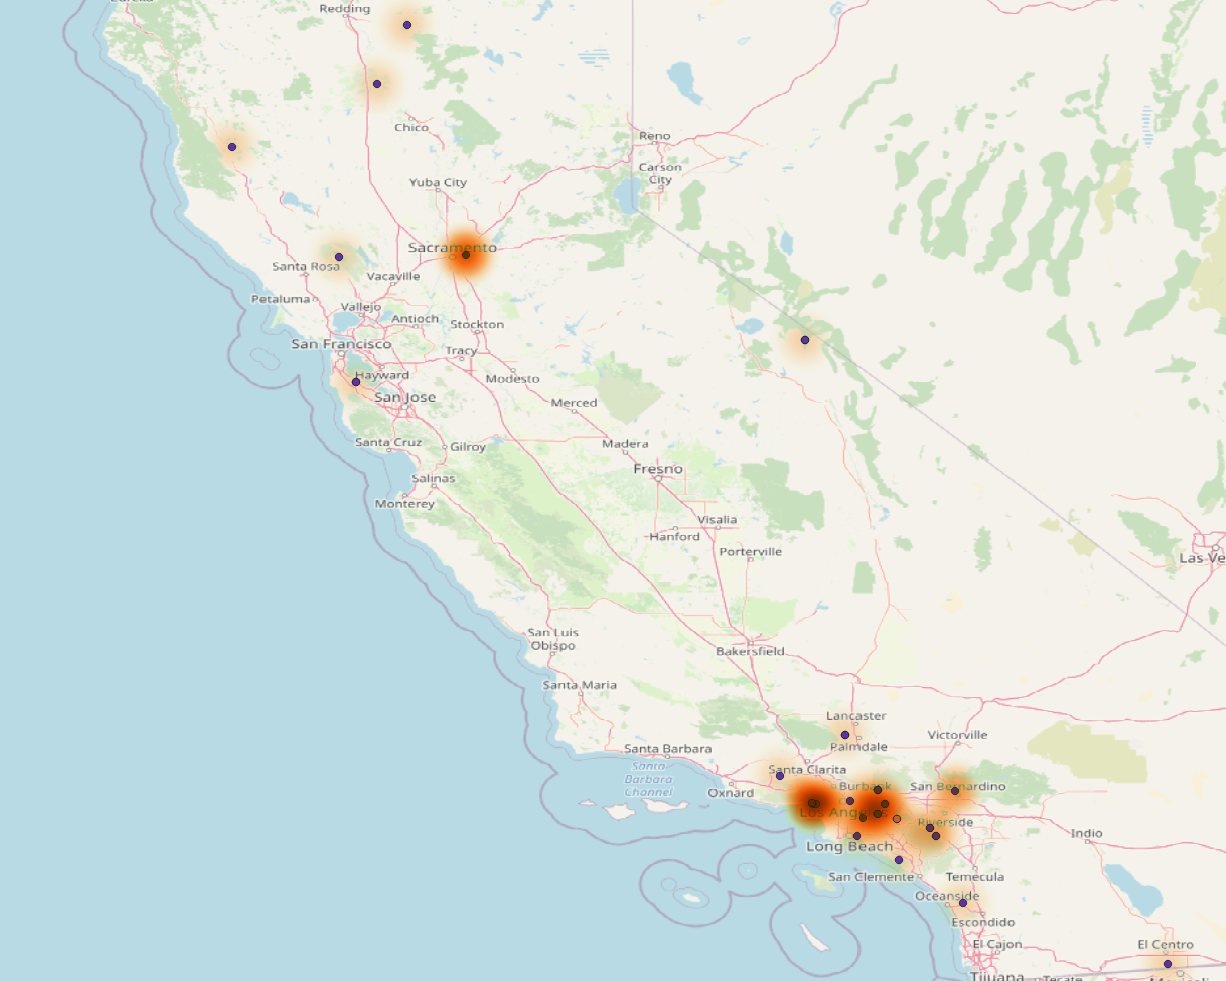 Redding
Chico
Reno
Carson
City
Yuba City
Sacramento
Santa Rosa
Vacaville
Petaluma
Vallejo
Antioch
Stockton
San Francisco
Tracy
Hayward
Modesto
San Jose
Merced
Santa Cruz
Gilroy
Madera
Fresno
Salinas
Monterey
Visalia
Hanford
Porterville
Las Ve
San Luis
Obispo
Bakersfield
Santa Maria
Lancaster
Victorville
Palmdale
Santa Barbara
Santa
Barbara
Channel
Santa Clarita
Oxnard
Burbank
San Bernardino
Los Angeles
Riverside
Long Beach
Indio
San Clemente
Temecula
Oceanside
Escondido
El Cajon
El Centro
Tijuana
Tecate